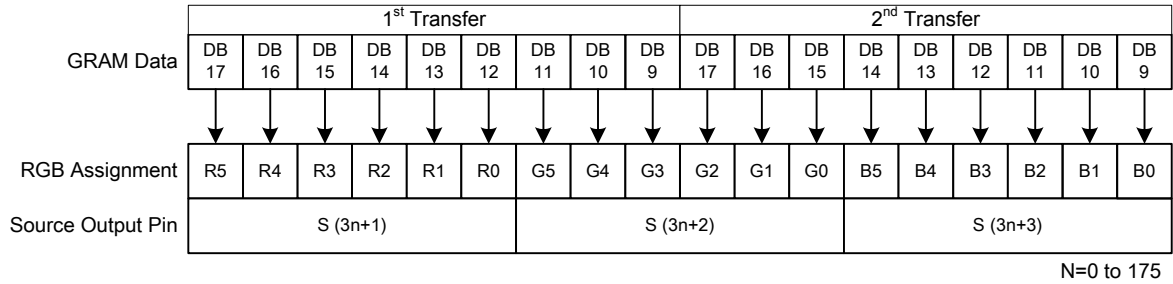 1st Transfer 2nd Transfer
GRAM Data DB 17 DB 16 DB 15 DB 14 DB 13 DB 12 DB 11 DB 10 DB 9 DB 17 DB 16 DB 15 DB 14 DB 13 DB 12 DB 11 DB 10 DB 9
RGB Assignment R5 R4 R3 R2 R1 R0 G5 G4 G3 G2 G1 G0 B5 B4 B3 B2 B1 B0
Source Output Pin S (3n+1) S (3n+2) S (3n+3)
N=0 to 175